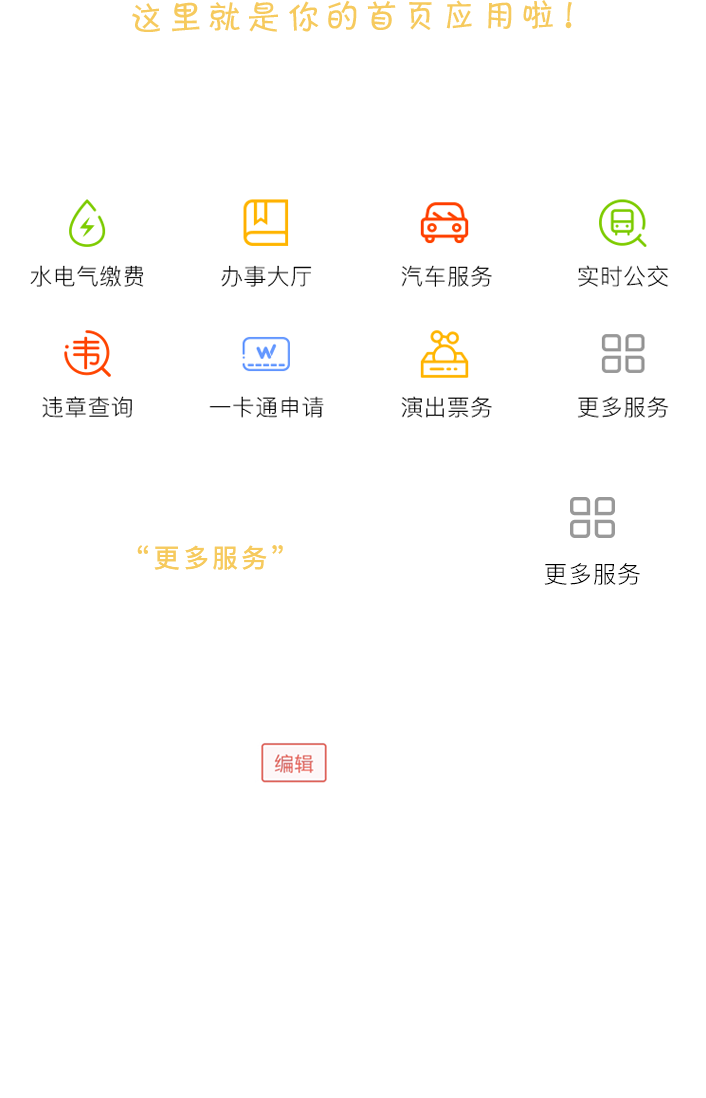 这里就是你的首页应用啦！
水电气缴费 办事大厅 汽车服务 实时公交
违
W
违章查询 一卡通申请 演出票务 更多服务
“更多服务”
更多服务
编辑